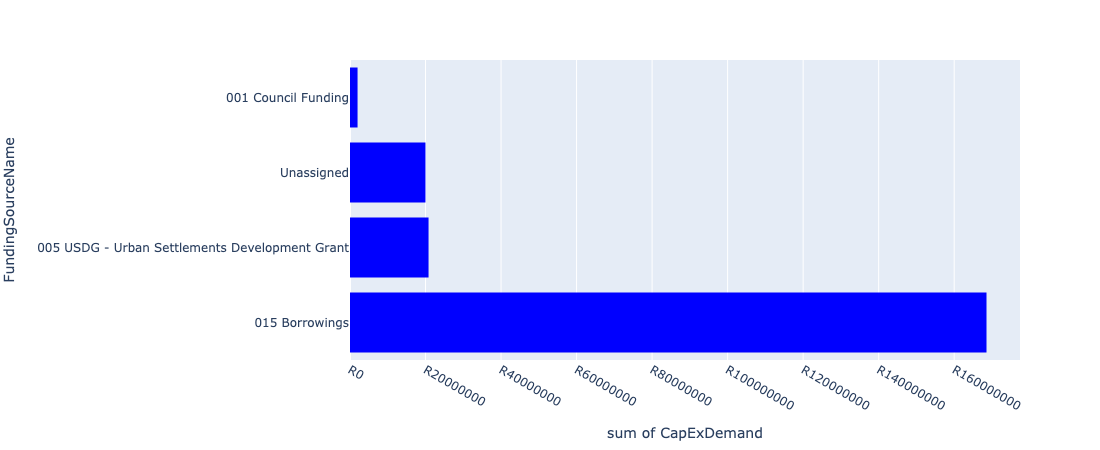 FundingSourceName
001 Council Funding
Unassigned
005 USDG - Urban Settlements Development Grant
015 Borrowings
R0
R20000000
R40000000
R60000000
R80000000
R100000000
R120000000
R140000000
R160000000
sum of CapExDemand